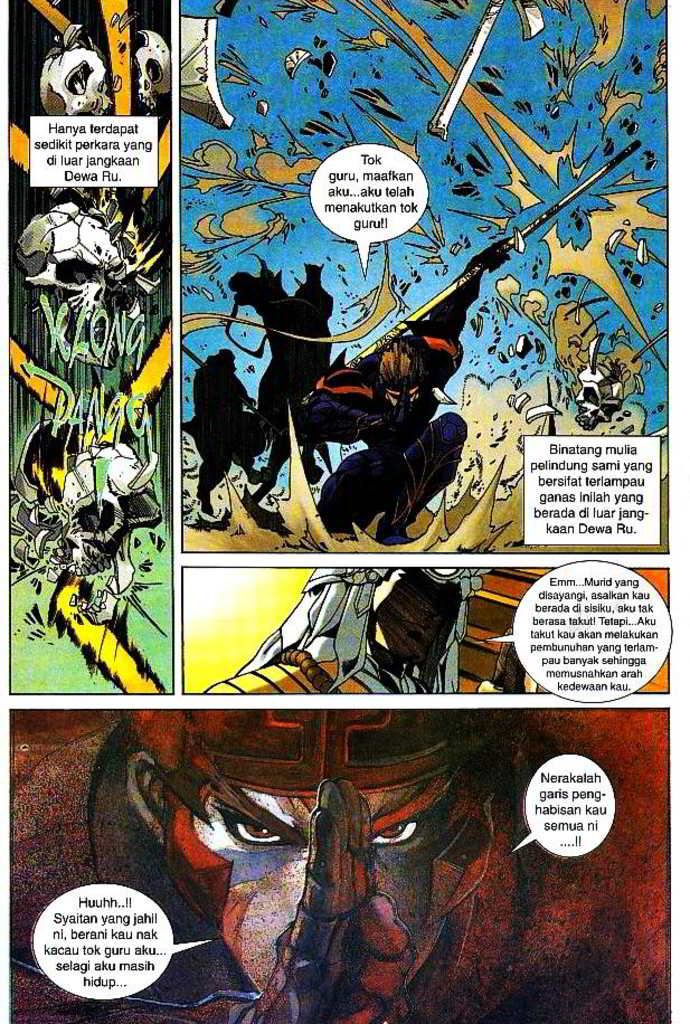 Hanya terdapat
sedikit perkara yang
di luar jangkaan
Dewa Ru.
KLONG
DANGG
Tok
guru, maafkan
aku...aku telah
menakutkan tok
guru!!
Binatang mulia
pelindung sami yang
bersifat terlampau
ganas inilah yang
berada di luar jang-
kaan Dewa Ru.
Emm...Murid yang
disayangi, asalkan kau
berada di sisiku, aku tak
berasa takut! Tetapi...Aku
takut kau akan melakukan
pembunuhan yang terlam-
pau banyak sehingga
memusnahkan arah
kedewaan kau.
Nerakalah
garis peng-
habisan kau
semua ni
....!!
Huuhh..!!
Syaitan yang jahil
ni, berani kau nak
kacau tok guru aku...
selagi aku masih
hidup...